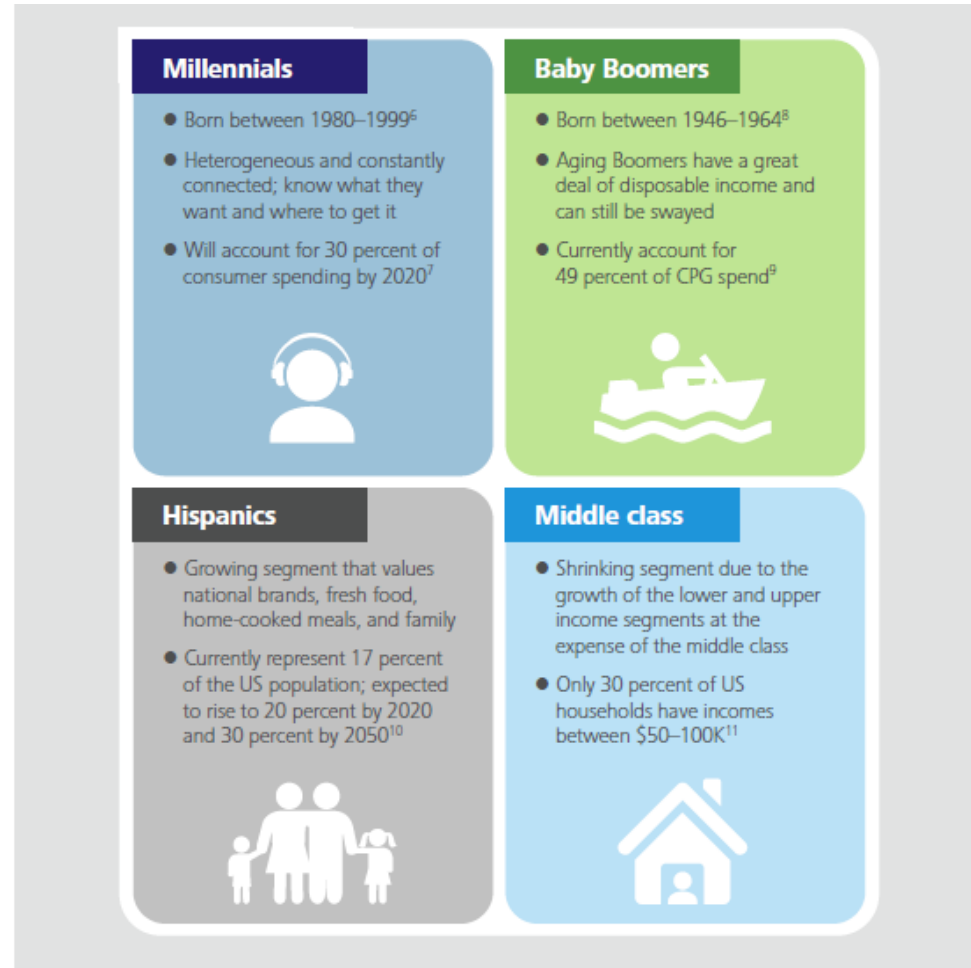 Millennials
● Born between 1980–1999⁶
● Heterogeneous and constantly
connected; know what they
want and where to get it
● Will account for 30 percent of
consumer spending by 2020⁷
Baby Boomers
● Born between 1946–1964⁸
● Aging Boomers have a great
deal of disposable income and
can still be swayed
● Currently account for
49 percent of CPG spend⁹
Hispanics
● Growing segment that values
national brands, fresh food,
home-cooked meals, and family
● Currently represent 17 percent
of the US population; expected
to rise to 20 percent by 2020
and 30 percent by 2050¹⁰
Middle class
● Shrinking segment due to the
growth of the lower and upper
income segments at the
expense of the middle class
● Only 30 percent of US
households have incomes
between $50–100K¹¹